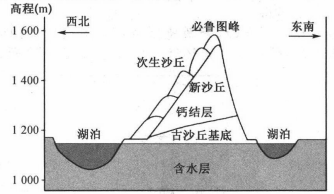 高程(m)
西北
必鲁图峰
东南
1 600
次生沙丘
新沙丘
1 400
钙结层
1 200
湖泊
古沙丘基底
湖泊
含水层
1 000